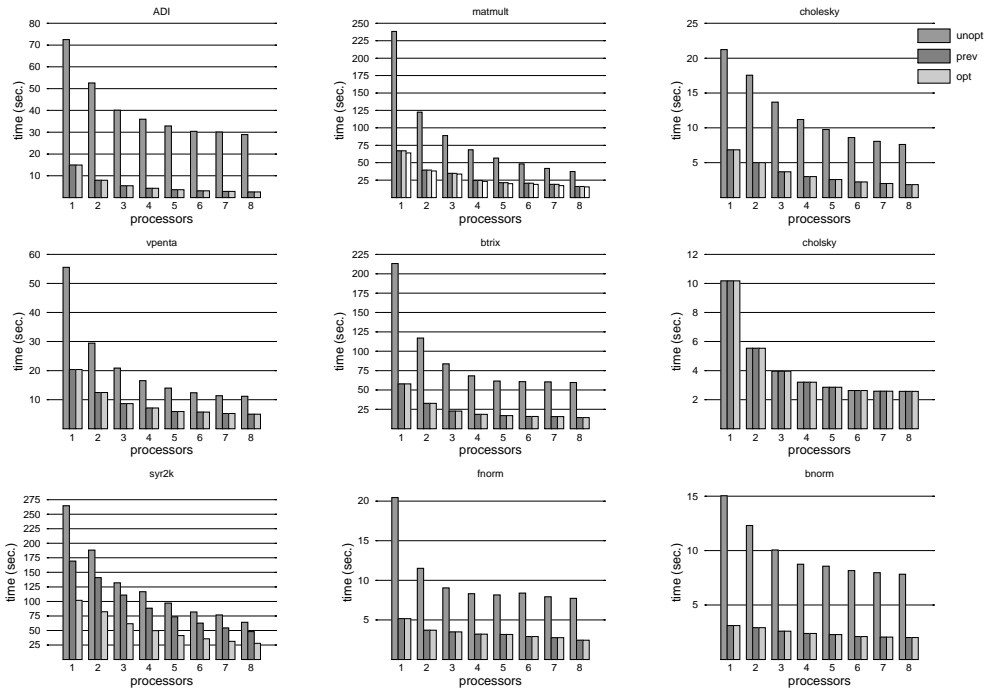 ADI
time (sec.)
80
70
60
50
40
30
20
10
1 2 3 4 5 6 7 8
processors
matmult
time (sec.)
250
225
200
175
150
125
100
75
50
25
1 2 3 4 5 6 7 8
processors
cholesky
time (sec.)
25
20
15
10
5
1 2 3 4 5 6 7 8
processors
unopt
prev
opt
vpenta
time (sec.)
60
50
40
30
20
10
1 2 3 4 5 6 7 8
processors
btrix
time (sec.)
225
200
175
150
125
100
75
50
25
1 2 3 4 5 6 7 8
processors
cholsky
time (sec.)
12
10
8
6
4
2
1 2 3 4 5 6 7 8
processors
syr2k
time (sec.)
275
250
225
200
175
150
125
100
75
50
25
1 2 3 4 5 6 7 8
processors
fnorm
time (sec.)
20
15
10
5
1 2 3 4 5 6 7 8
processors
bnorm
time (sec.)
15
10
5
1 2 3 4 5 6 7 8
processors